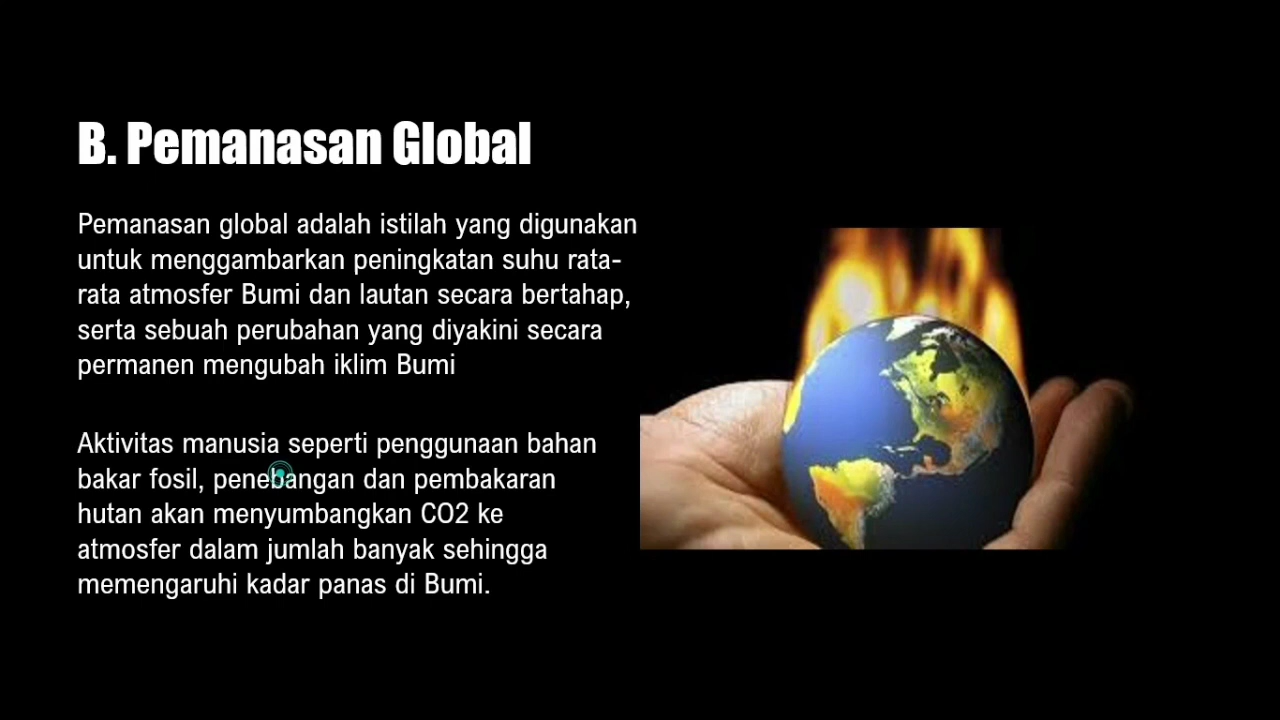 B. Pemanasan Global
Pemanasan global adalah istilah yang digunakan
untuk menggambarkan peningkatan suhu rata-
rata atmosfer Bumi dan lautan secara bertahap,
serta sebuah perubahan yang diyakini secara
permanen mengubah iklim Bumi
Aktivitas manusia seperti penggunaan bahan
bakar fosil, penebangan dan pembakaran
hutan akan menyumbangkan CO2 ke
atmosfer dalam jumlah banyak sehingga
memengaruhi kadar panas di Bumi.